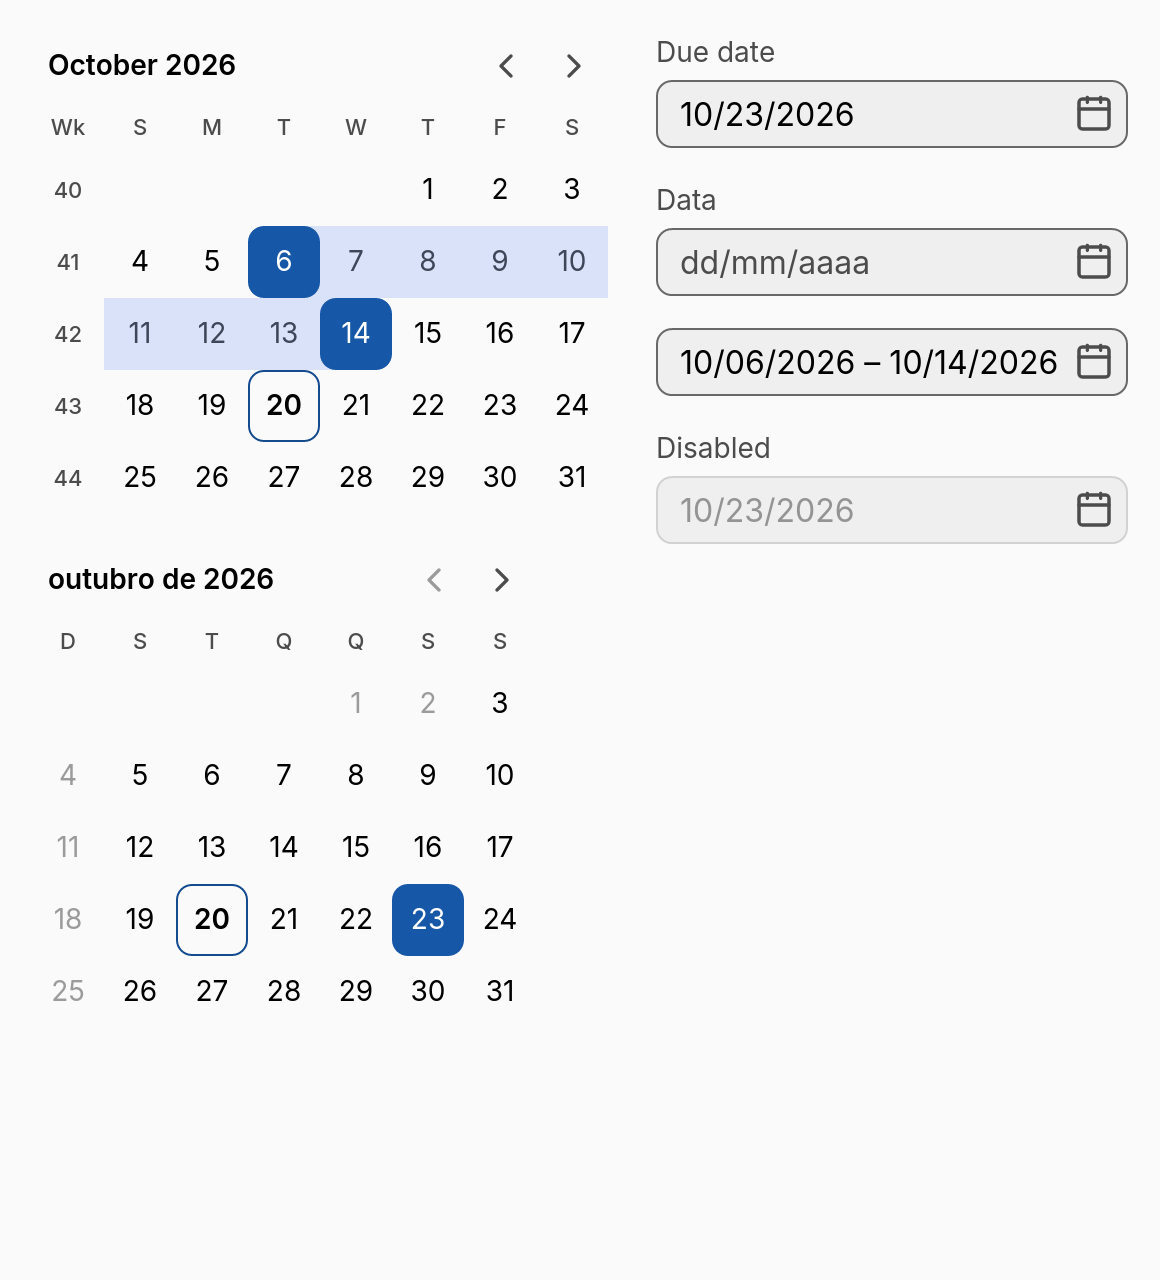 October 2026
Wk S M T W T F S
40 1 2 3
41 4 5 6 7 8 9 10
42 11 12 13 14 15 16 17
43 18 19 20 21 22 23 24
44 25 26 27 28 29 30 31
outubro de 2026
D S T Q Q S S
1 2 3
4 5 6 7 8 9 10
11 12 13 14 15 16 17
18 19 20 21 22 23 24
25 26 27 28 29 30 31
Due date
10/23/2026
Data
dd/mm/aaaa
10/06/2026 – 10/14/2026
Disabled
10/23/2026